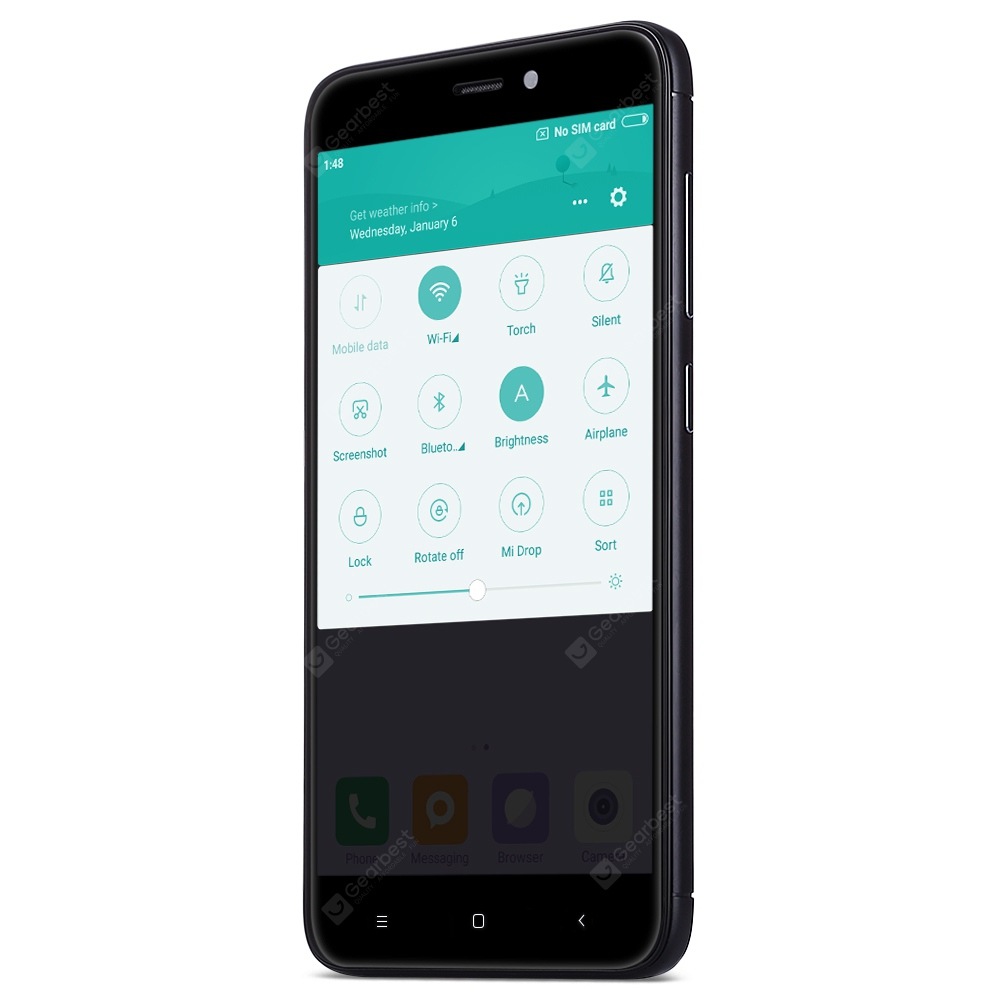 No SIM card
1:48
Get weather info >
Wednesday, January 6
Mobile data
Wi-Fi
Torch
Silent
Screenshot
Blueto..
A
Brightness
Airplane
Lock
Rotate off
Mi Drop
Sort
Phone
Messaging
Browser
Camera
Gearbest
Gearbest
Gearbest
Gearbest
Gearbest
Gearbest